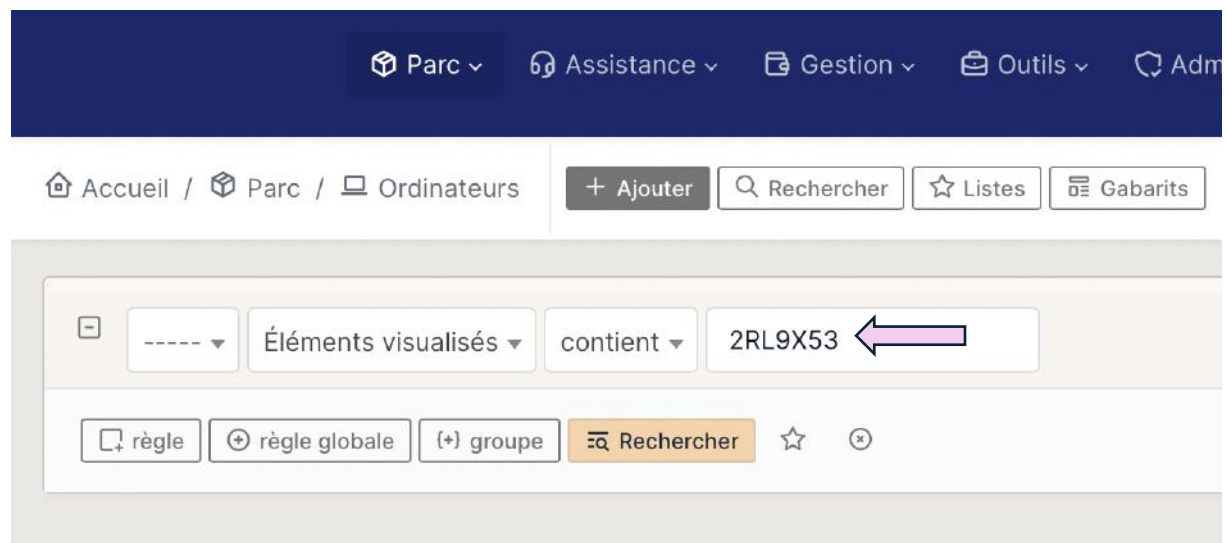 Parc Assistance Gestion Outils Adm
Accueil / Parc / Ordinateurs + Ajouter Rechercher Listes Gabarits
----- Éléments visualisés contient 2RL9X53
règle règle globale groupe Rechercher